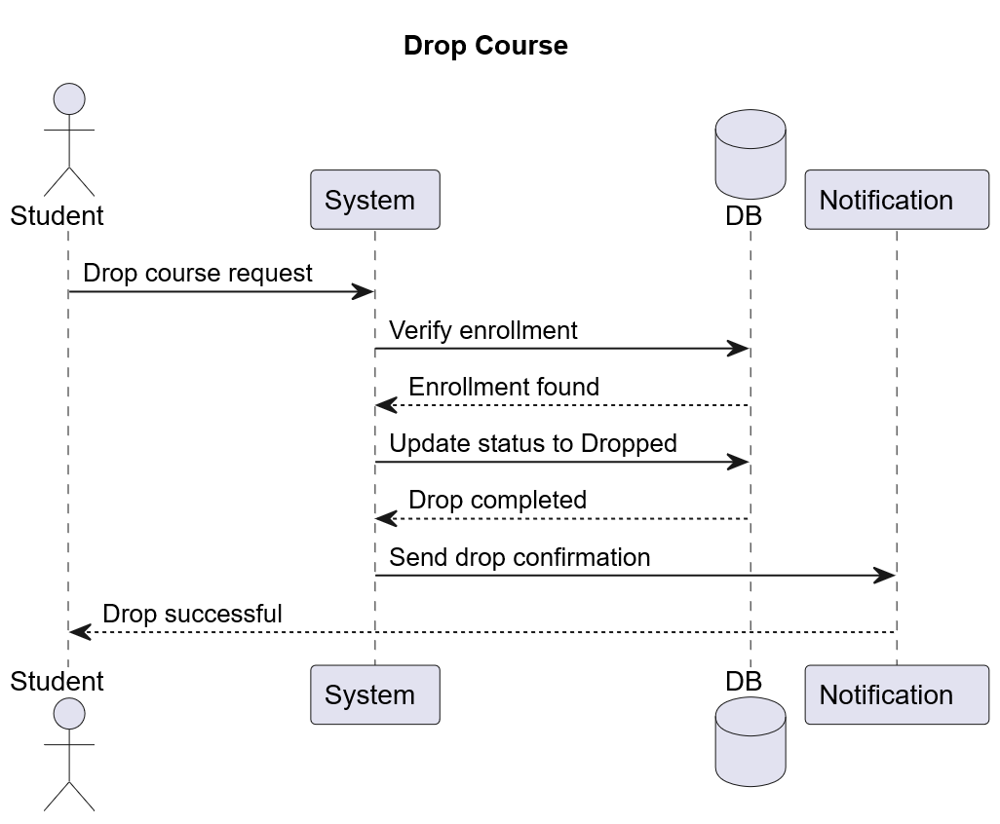 Drop Course
Student
System
DB
Notification
Drop course request
Verify enrollment
Enrollment found
Update status to Dropped
Drop completed
Send drop confirmation
Drop successful
Student
System
DB
Notification